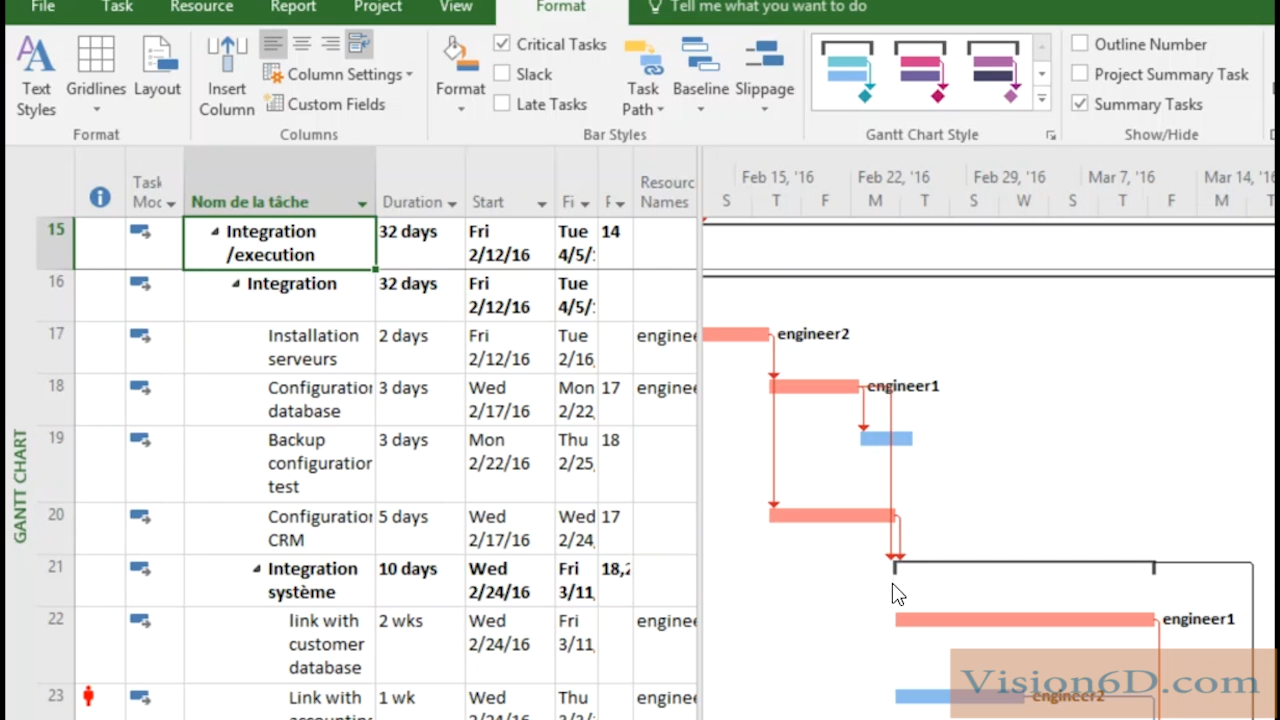 File Task Resource Report Project View Format Tell me what you want to do
Text Styles
Gridlines
Layout
Format
Insert Column
Column Settings
Custom Fields
Columns
Format
Critical Tasks
Slack
Late Tasks
Task Path
Baseline
Slippage
Bar Styles
Gantt Chart Style
Outline Number
Project Summary Task
Summary Tasks
Show/Hide
Task
Nom de la tâche Duration Start Names
Feb 15, '16 Feb 22, '16 Feb 29, '16 Mar 7, '16 Mar 14, '16
S T F M T S W S T F M T
GANTT CHART
15 Integration 32 days Fri Tue 14
/execution 2/12/16 4/5/
16 Integration 32 days Fri Tue
2/12/16 4/5/
17 Installation 2 days Fri Tue enginee engineer2
serveurs 2/12/16 2/16,
18 Configuration 3 days Wed Mon 17 enginee engineer1
database 2/17/16 2/22,
19 Backup 3 days Mon Thu 18
configuration 2/22/16 2/25,
test
20 Configuration 5 days Wed Wed 17
CRM 2/17/16 2/24,
21 Integration 10 days Wed Fri 18,2
système 2/24/16 3/11,
22 link with 2 wks Wed Fri enginee engineer1
customer 2/24/16 3/11,
database
23 Link with 1 wk Wed Thu enginee engineer2
Vision6D.com